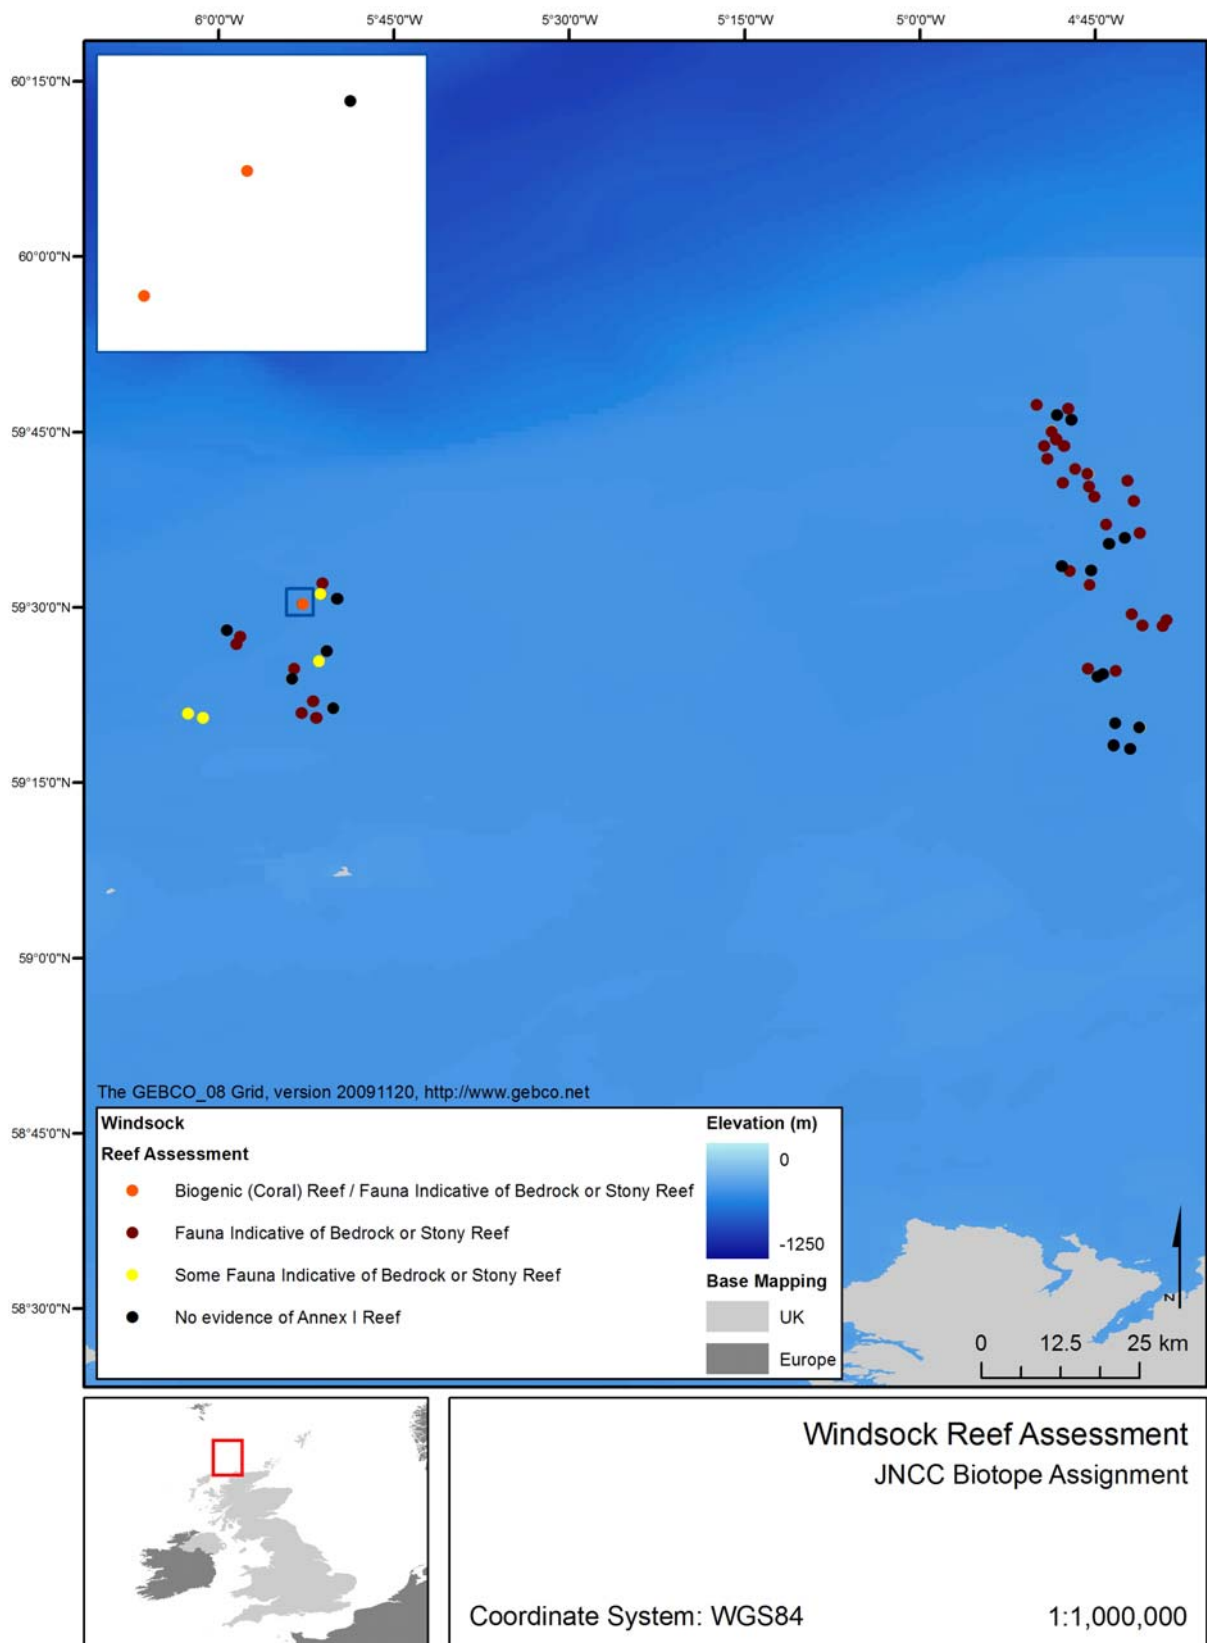 6°0'0"W 5°45'0"W 5°30'0"W 5°15'0"W 5°0'0"W 4°45'0"W
60°15'0"N
60°0'0"N
59°45'0"N
59°30'0"N
59°15'0"N
59°0'0"N
58°45'0"N
58°30'0"N
The GEBCO_08 Grid, version 20091120, http://www.gebco.net
Windsock
Reef Assessment
Biogenic (Coral) Reef / Fauna Indicative of Bedrock or Stony Reef
Fauna Indicative of Bedrock or Stony Reef
Some Fauna Indicative of Bedrock or Stony Reef
No evidence of Annex I Reef
Elevation (m)
0
-1250
Base Mapping
UK
Europe
N
0 12.5 25 km
Windsock Reef Assessment
JNCC Biotope Assignment
Coordinate System: WGS84 1:1,000,000